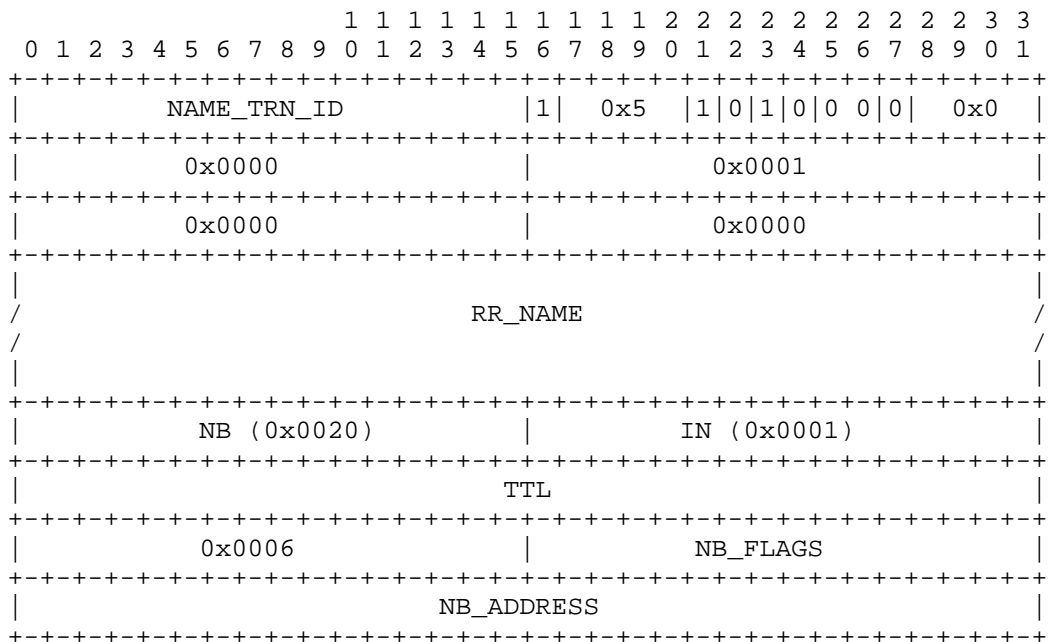 1 1 1 1 1 1 1 1 1 1 2 2 2 2 2 2 2 2 2 2 3 3
 0 1 2 3 4 5 6 7 8 9 0 1 2 3 4 5 6 7 8 9 0 1 2 3 4 5 6 7 8 9 0 1
+-+-+-+-+-+-+-+-+-+-+-+-+-+-+-+-+-+-+-+-+-+-+-+-+-+-+-+-+-+-+-+-+
|         NAME_TRN_ID           |1|  0x5  |1|0|1|0|0 0|0|  0x0  |
+-+-+-+-+-+-+-+-+-+-+-+-+-+-+-+-+-+-+-+-+-+-+-+-+-+-+-+-+-+-+-+-+
|          0x0000               |           0x0001              |
+-+-+-+-+-+-+-+-+-+-+-+-+-+-+-+-+-+-+-+-+-+-+-+-+-+-+-+-+-+-+-+-+
|          0x0000               |           0x0000              |
+-+-+-+-+-+-+-+-+-+-+-+-+-+-+-+-+-+-+-+-+-+-+-+-+-+-+-+-+-+-+-+-+
|                                                               |
/                            RR_NAME                            /
/                                                               /
|                                                               |
+-+-+-+-+-+-+-+-+-+-+-+-+-+-+-+-+-+-+-+-+-+-+-+-+-+-+-+-+-+-+-+-+
|           NB (0x0020)         |         IN (0x0001)           |
+-+-+-+-+-+-+-+-+-+-+-+-+-+-+-+-+-+-+-+-+-+-+-+-+-+-+-+-+-+-+-+-+
|                              TTL                              |
+-+-+-+-+-+-+-+-+-+-+-+-+-+-+-+-+-+-+-+-+-+-+-+-+-+-+-+-+-+-+-+-+
|           0x0006              |          NB_FLAGS             |
+-+-+-+-+-+-+-+-+-+-+-+-+-+-+-+-+-+-+-+-+-+-+-+-+-+-+-+-+-+-+-+-+
|                          NB_ADDRESS                           |
+-+-+-+-+-+-+-+-+-+-+-+-+-+-+-+-+-+-+-+-+-+-+-+-+-+-+-+-+-+-+-+-+